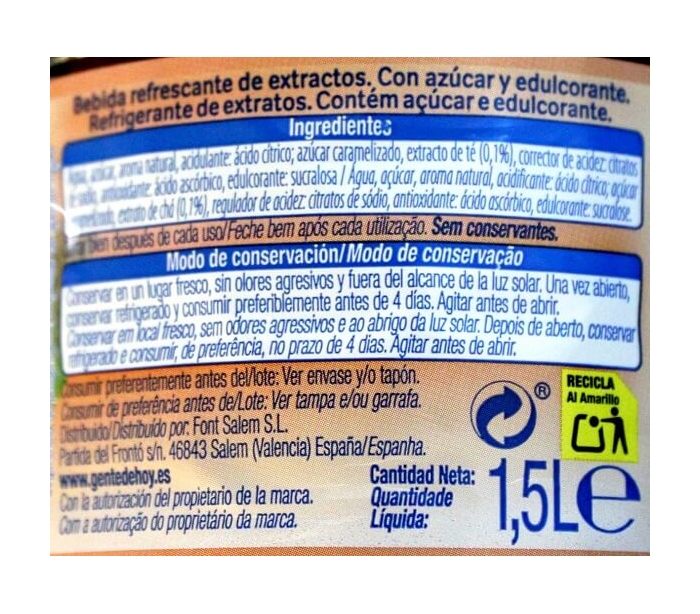 Bebida refrescante de extractos. Con azúcar y edulcorante.
Refrigerante de extratos. Contém açúcar e edulcorante.
Ingredientes
Agua, azúcar, aroma natural, acidulante: ácido cítrico; azúcar caramelizado, extracto de té (0,1%), corrector de acidez: citratos
de sodio, antioxidante: ácido ascórbico, edulcorante: sucralosa / Água, açúcar, aroma natural, acidificante: ácido cítrico; açúcar
caramelizado, extrato de chá (0,1%), regulador de acidez: citratos de sódio, antioxidante: ácido ascórbico, edulcorante: sucralose.
bien después de cada uso/Feche bem após cada utilização. Sem conservantes.
Modo de conservación/Modo de conservação
Conservar en un lugar fresco, sin olores agresivos y fuera del alcance de la luz solar. Una vez abierto,
conservar refrigerado y consumir preferiblemente antes de 4 días. Agitar antes de abrir.
Conservar em local fresco, sem odores agressivos e ao abrigo da luz solar. Depois de aberto, conservar
refrigerado e consumir, de preferência, no prazo de 4 dias. Agitar antes de abrir.
Consumir preferentemente antes del/lote: Ver envase y/o tapón.
Consumir de preferência antes de/Lote: Ver tampa e/ou garrafa.
Distribuido/Distribuído por: Font Salem S.L.
Partida del Frontó s/n. 46843 Salem (Valencia) España/Espanha.
www.gentedehoy.es
Con la autorización del propietario de la marca.
Com a autorização do proprietário da marca.
Cantidad Neta:
Quantidade
Líquida:
1,5L e
®
RECICLA
Al Amarillo